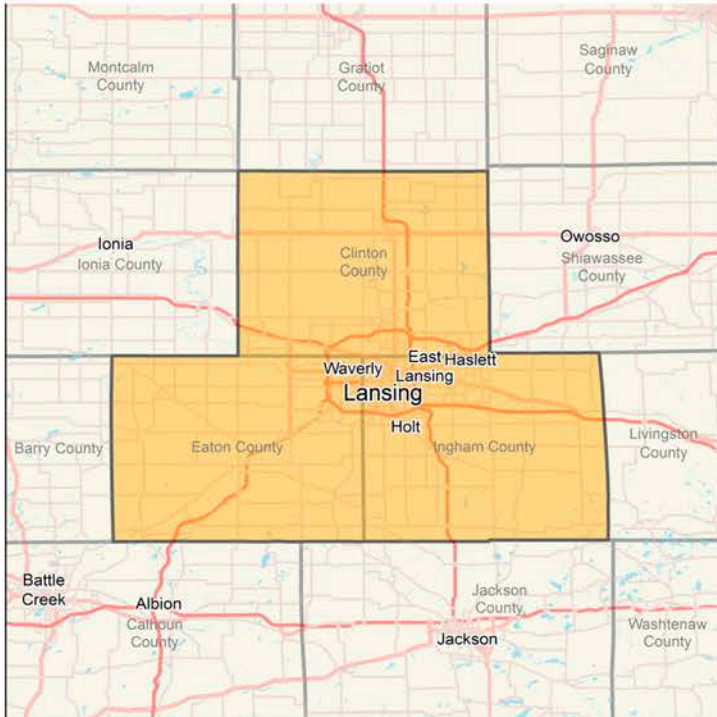 Montcalm
County
Gratiot
County
Saginaw
County
Ionia
Ionia County
Clinton
County
Owosso
Shiawassee
County
Waverly
East
Lansing
Haslett
Lansing
Holt
Barry County
Eaton County
Ingham County
Livingston
County
Battle
Creek
Albion
Calhoun
County
Jackson
County
Jackson
Washtenaw
County